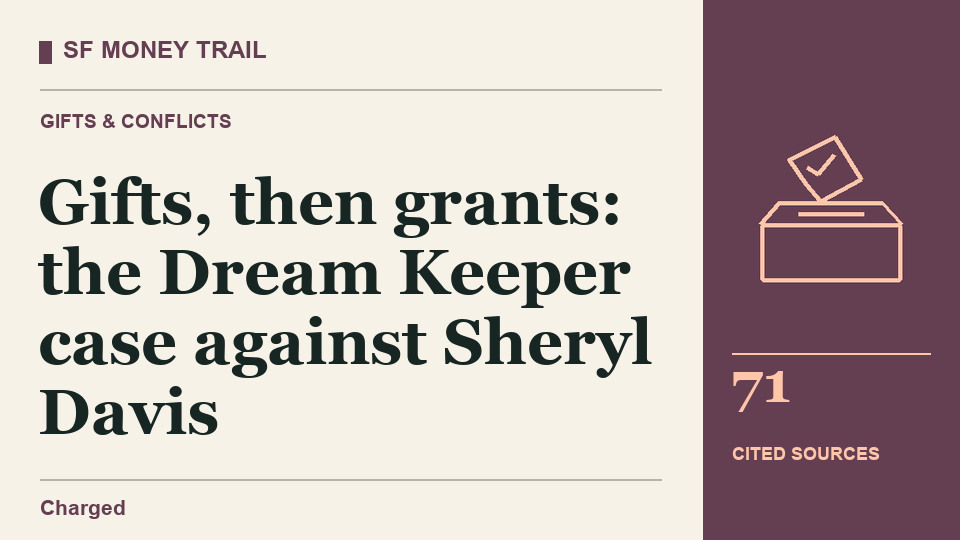 SF MONEY TRAIL
GIFTS & CONFLICTS
Gifts, then grants:
the Dream Keeper
case against Sheryl
Davis
Charged
71
CITED SOURCES